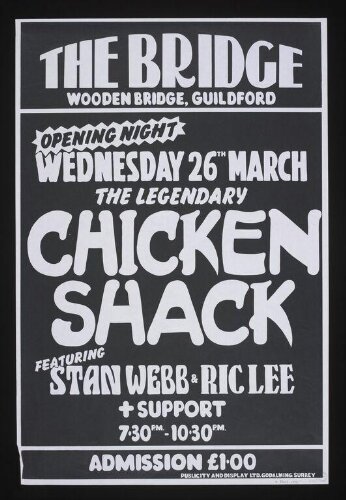 THE BRIDGE
WOODEN BRIDGE, GUILDFORD
OPENING NIGHT
WEDNESDAY 26TH MARCH
THE LEGENDARY
CHICKEN
SHACK
FEATURING
STAN WEBB & RIC LEE
+ SUPPORT
7·30PM.-10·30PM.
ADMISSION £1·00
PUBLICITY AND DISPLAY LTD. GODALMING SURREY